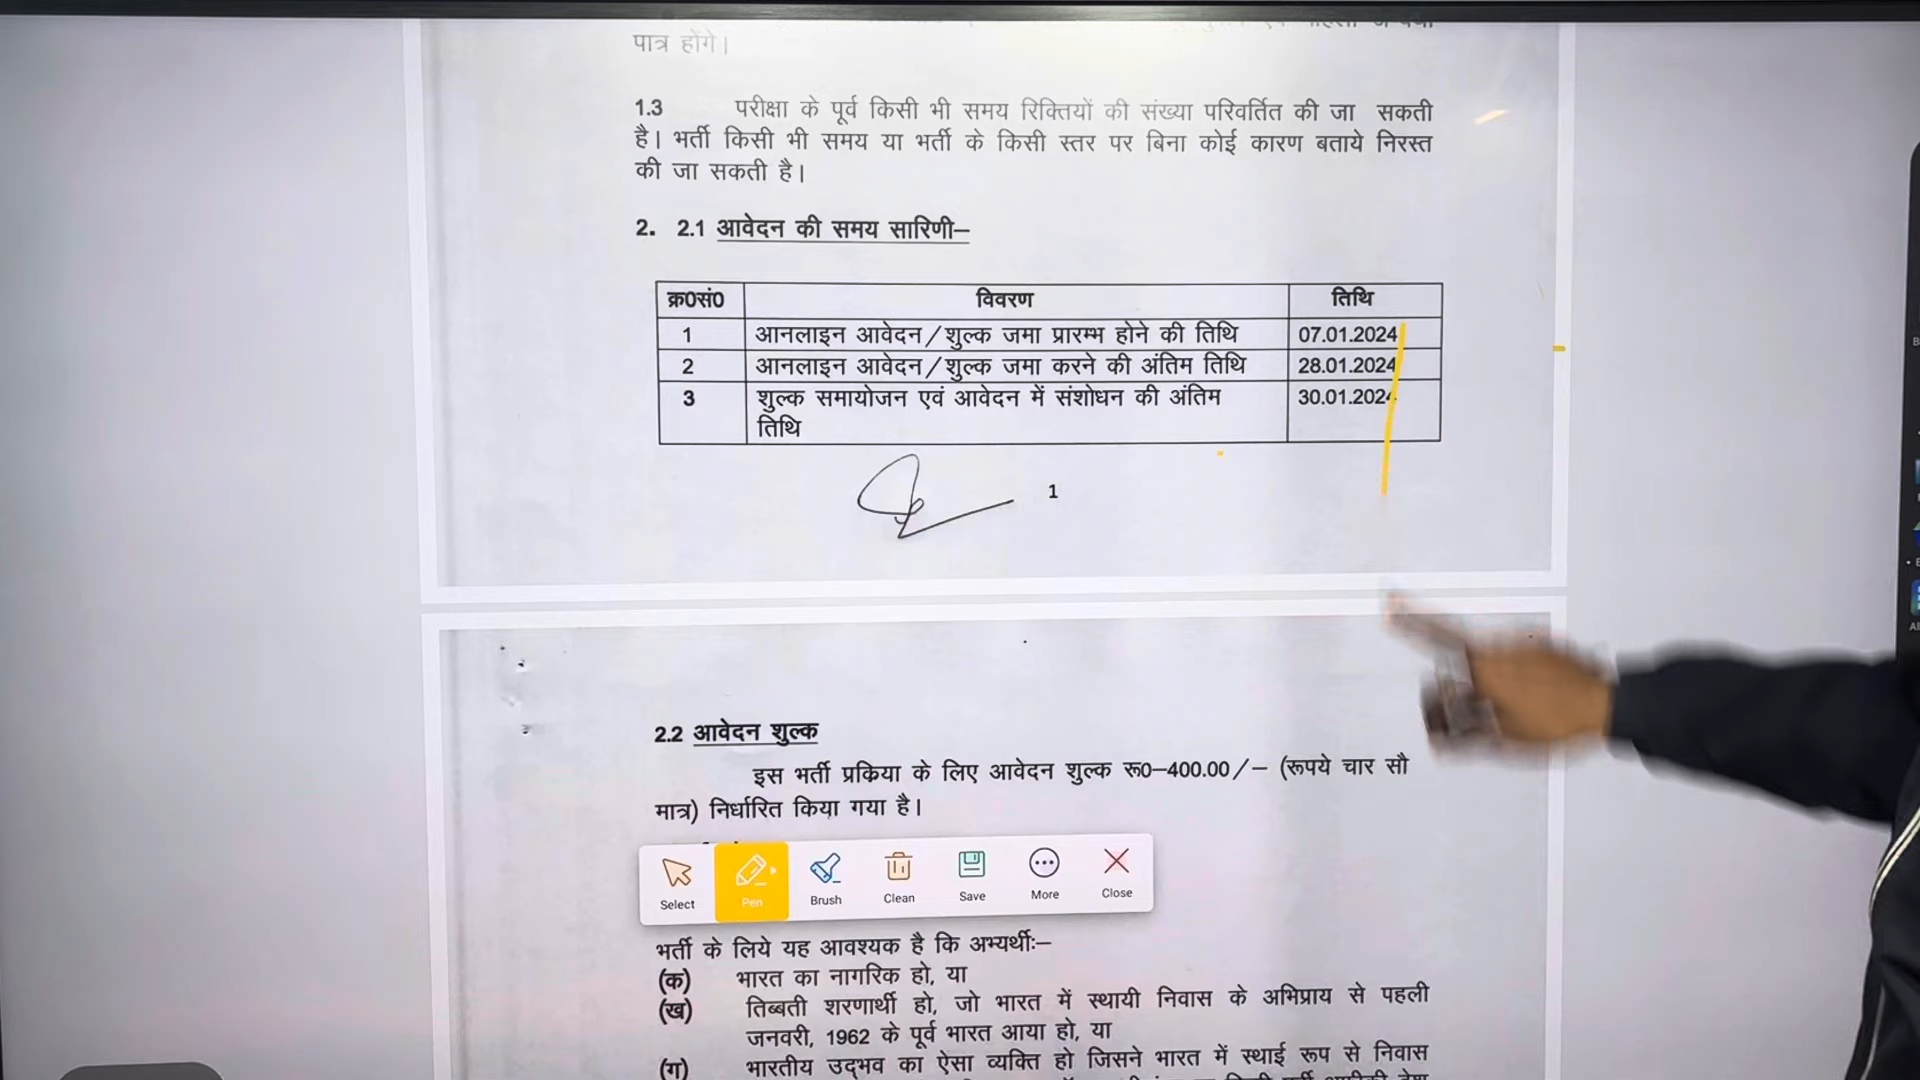 पात्र होंगे।
1.3 परीक्षा के पूर्व किसी भी समय रिक्तियों की संख्या परिवर्तित की जा सकती
है। भर्ती किसी भी समय या भर्ती के किसी स्तर पर बिना कोई कारण बताये निरस्त
की जा सकती है।
2. 2.1 आवेदन की समय सारिणी–
क्र0सं0 विवरण तिथि
1 आनलाइन आवेदन/शुल्क जमा प्रारम्भ होने की तिथि 07.01.2024
2 आनलाइन आवेदन/शुल्क जमा करने की अंतिम तिथि 28.01.2024
3 शुल्क समायोजन एवं आवेदन में संशोधन की अंतिम 30.01.2024
तिथि
1
2.2 आवेदन शुल्क
इस भर्ती प्रकिया के लिए आवेदन शुल्क रू0–400.00/– (रूपये चार सौ
मात्र) निर्धारित किया गया है।
Select Pen Brush Clean Save More Close
भर्ती के लिये यह आवश्यक है कि अभ्यर्थीः–
(क) भारत का नागरिक हो, या
(ख) तिब्बती शरणार्थी हो, जो भारत में स्थायी निवास के अभिप्राय से पहली
जनवरी, 1962 के पूर्व भारत आया हो, या
(ग) भारतीय उद्भव का ऐसा व्यक्ति हो जिसने भारत में स्थाई रूप से निवास